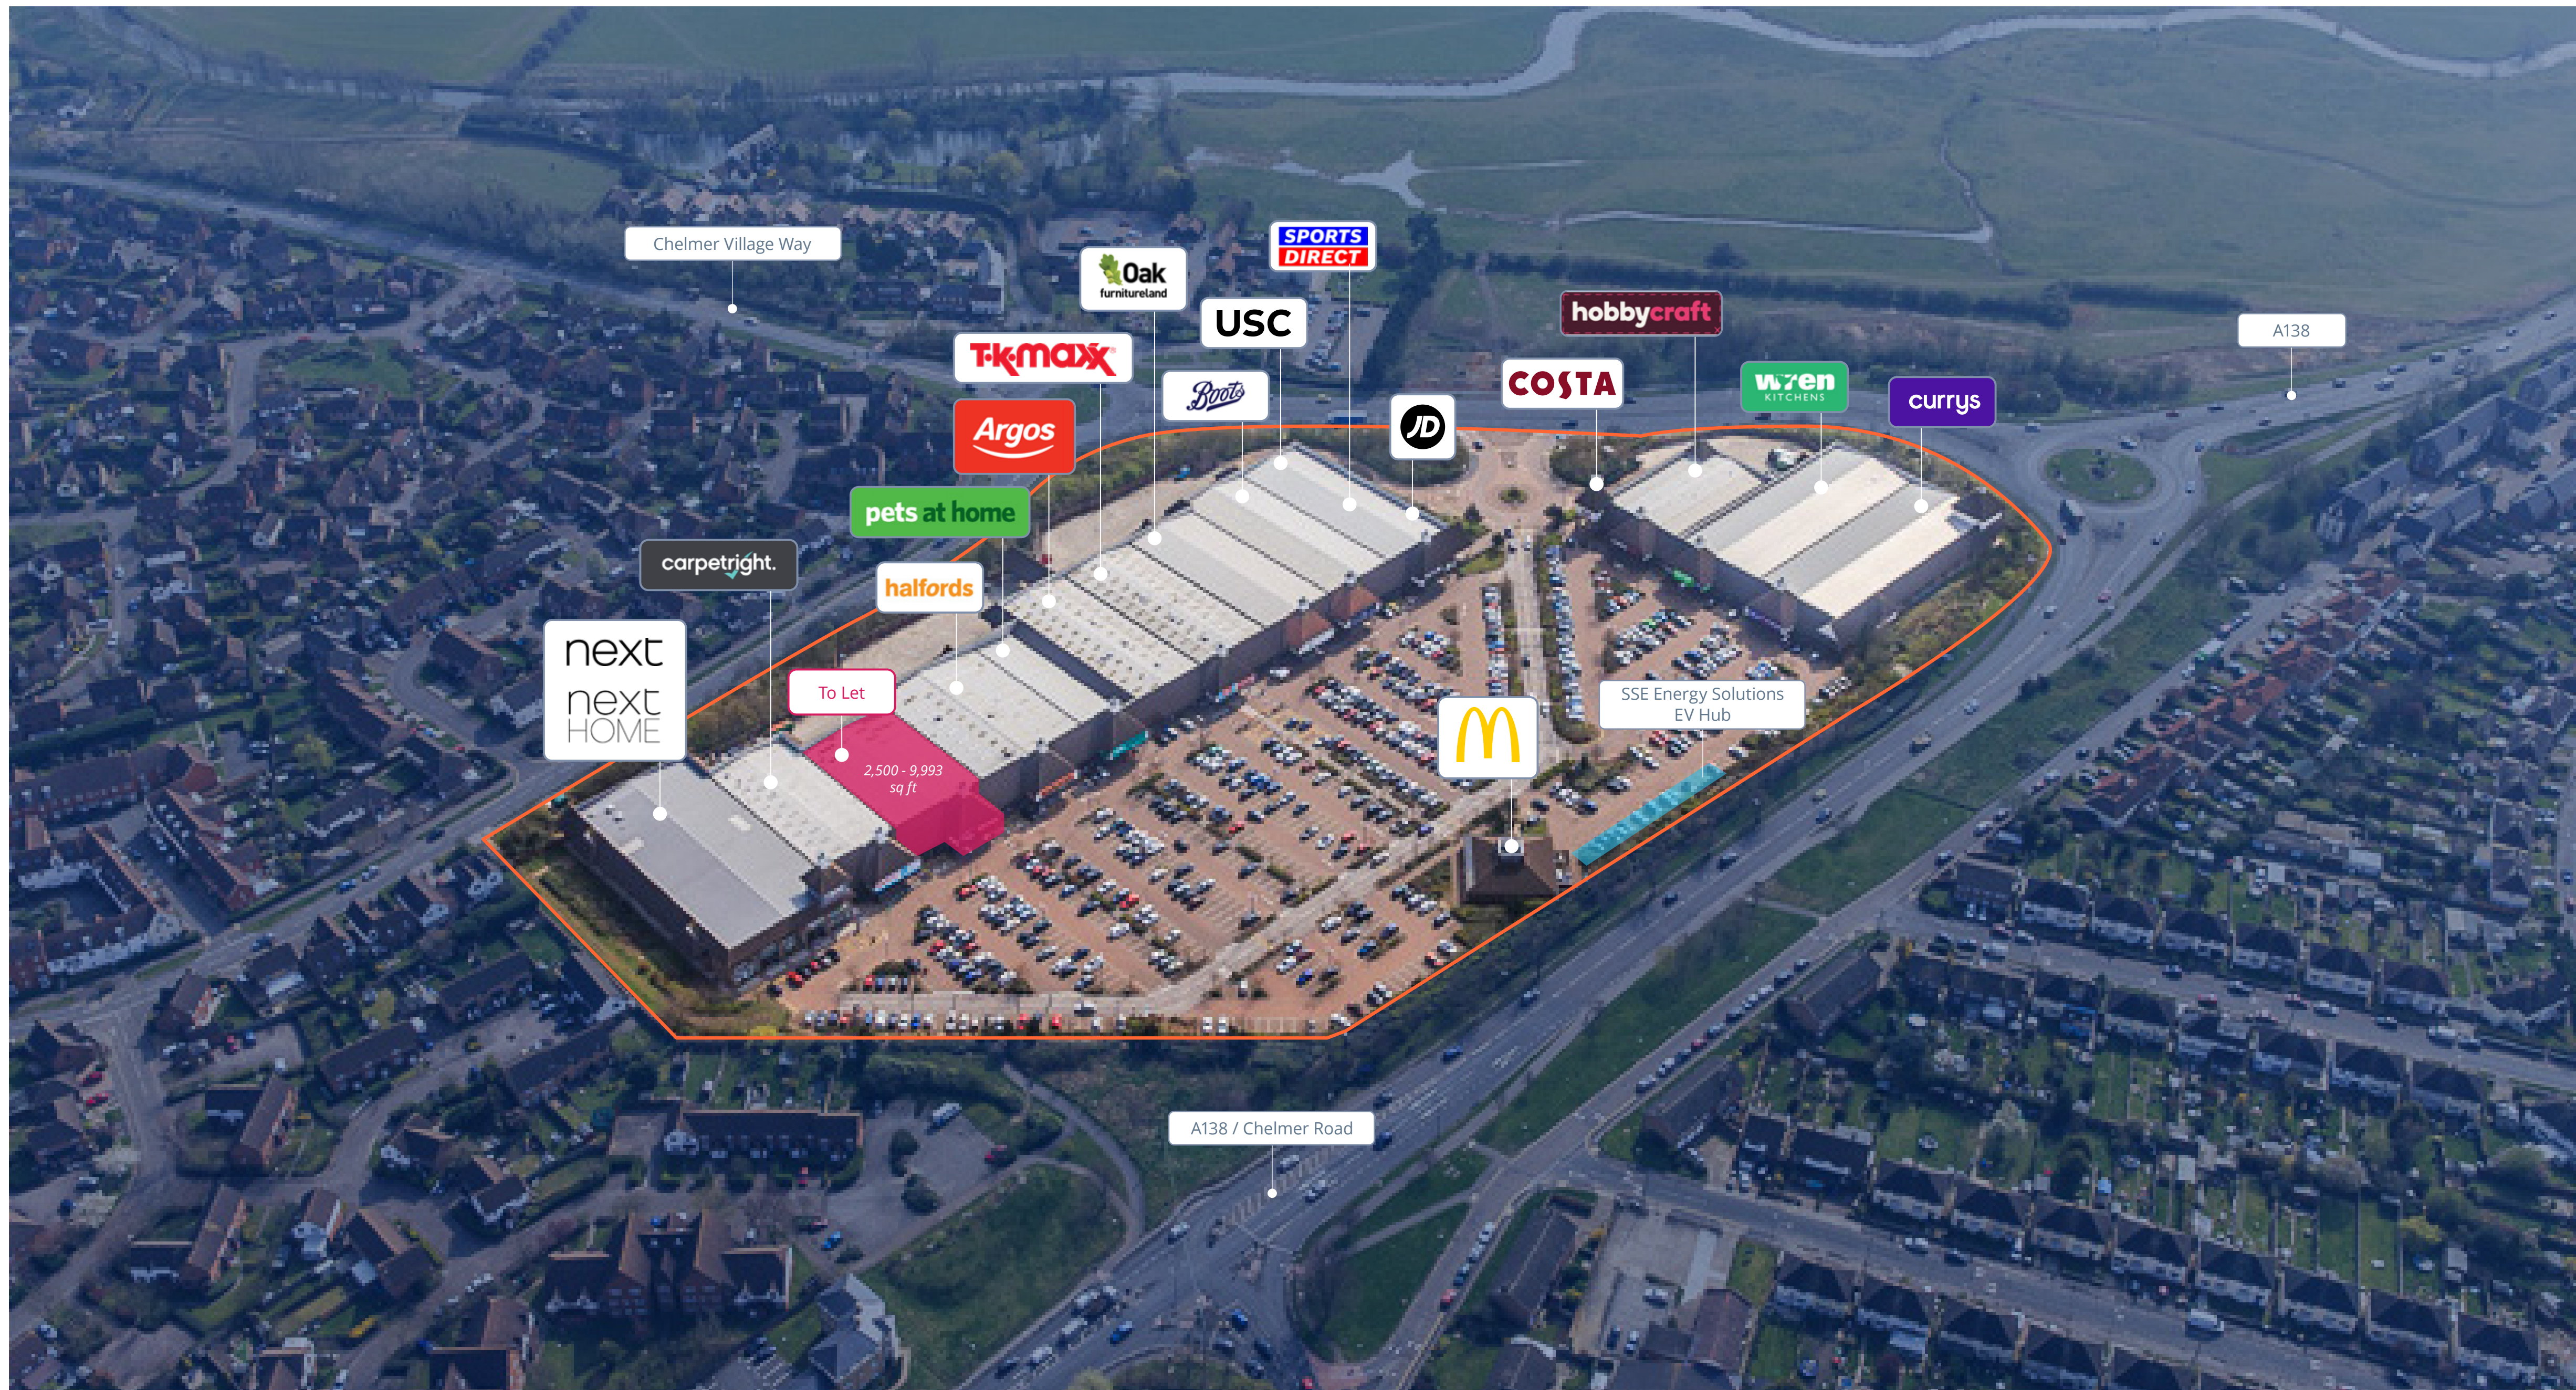 Chelmer Village Way
Oak
furnitureland
SPORTS
DIRECT
USC
TKmaxx
Boots
Argos
JD
COSTA
hobbycraft
wren
KITCHENS
currys
A138
pets at home
carpetright.
halfords
next
next
HOME
To Let
2,500 - 9,993
sq ft
SSE Energy Solutions
EV Hub
A138 / Chelmer Road